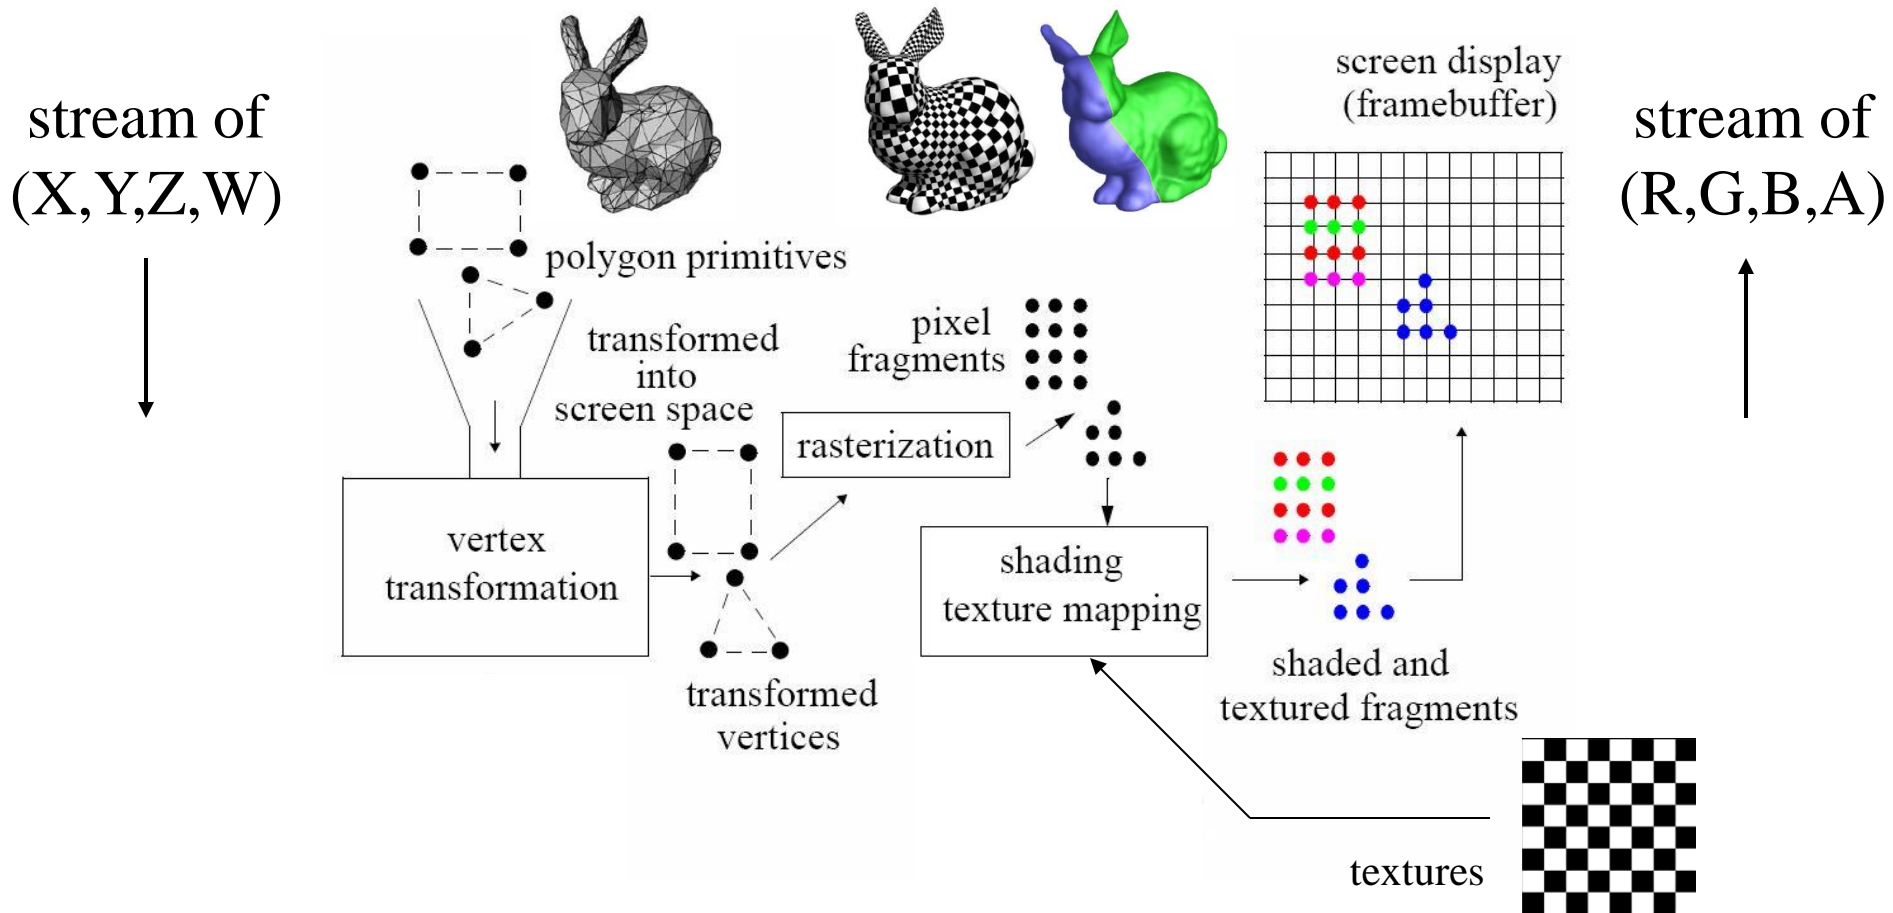 stream of
(X,Y,Z,W)
polygon primitives
transformed
into
screen space
vertex
transformation
transformed
vertices
rasterization
pixel
fragments
shading
texture mapping
shaded and
textured fragments
textures
screen display
(framebuffer)
stream of
(R,G,B,A)